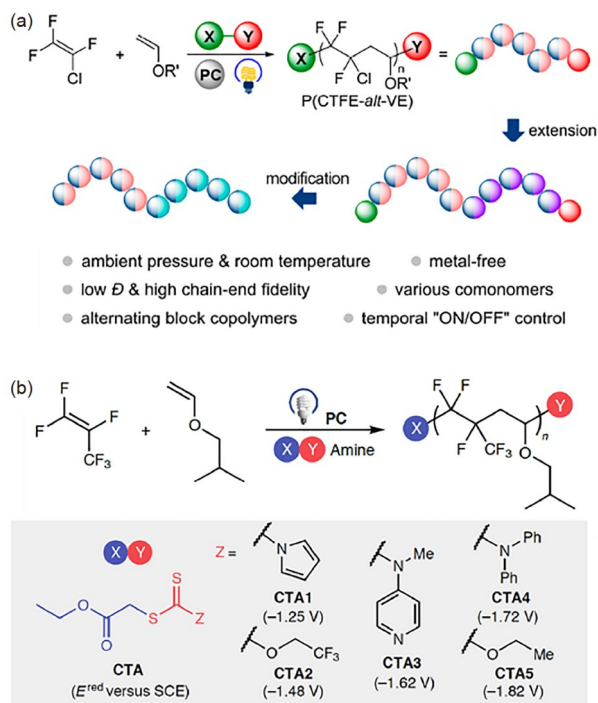 (a)
F F F Cl
+
OR'
X Y
PC
X F F F Cl OR' n Y
=
P(CTFE-alt-VE)
extension
modification
ambient pressure & room temperature
metal-free
low Đ & high chain-end fidelity
various comonomers
alternating block copolymers
temporal "ON/OFF" control
(b)
F F F CF₃
+
O
PC
X Y Amine
X F F F CF₃ O n Y
X Y
Z =
N
CTA1
(−1.25 V)
N Me N
CTA3
(−1.62 V)
N Ph Ph
CTA4
(−1.72 V)
O O S S Z
CTA
(Eʳᵉᵈ versus SCE)
O CF₃
CTA2
(−1.48 V)
O Me
CTA5
(−1.82 V)